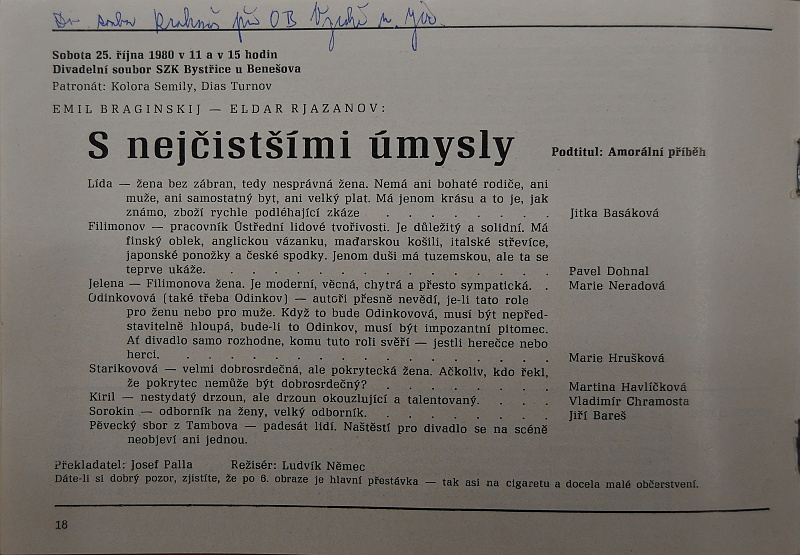 Sobota 25. října 1980 v 11 a v 15 hodin
Divadelní soubor SZK Bystřice u Benešova
Patronát: Kolora Semily, Dias Turnov
EMIL BRAGINSKIJ — ELDAR RJAZANOV:
S nejčistšími úmysly Podtitul: Amorální příběh
Lída — žena bez zábran, tedy nesprávná žena. Nemá ani bohaté rodiče, ani
muže, ani samostatný byt, ani velký plat. Má jenom krásu a to je, jak
známo, zboží rychle podléhající zkáze . . . . . . . Jitka Basáková
Filimonov — pracovník Ústřední lidové tvořivosti. Je důležitý a solidní. Má
finský oblek, anglickou vázanku, maďarskou košili, italské střevíce,
japonské ponožky a české spodky. Jenom duši má tuzemskou, ale ta se
teprve ukáže. . . . . . . . . . . . . . Pavel Dohnal
Jelena — Filimonova žena. Je moderní, věcná, chytrá a přesto sympatická. . Marie Neradová
Odinkovová (také třeba Odinkov) — autoři přesně nevědí, je-li tato role
pro ženu nebo pro muže. Když to bude Odinkovová, musí být nepřed-
stavitelně hloupá, bude-li to Odinkov, musí být impozantní pitomec.
Ať divadlo samo rozhodne, komu tuto roli svěří — jestli herečce nebo
herci. . . . . . . . . . . . . . . Marie Hrušková
Starikovová — velmi dobrosrdečná, ale pokrytecká žena. Ačkoliv, kdo řekl,
že pokrytec nemůže být dobrosrdečný? . . . . . . . Martina Havlíčková
Kiril — nestydatý drzoun, ale drzoun okouzlující a talentovaný. . . . Vladimír Chramosta
Sorokin — odborník na ženy, velký odborník. . . . . . . . Jiří Bareš
Pěvecký sbor z Tambova — padesát lidí. Naštěstí pro divadlo se na scéně
neobjeví ani jednou.
Překladatel: Josef Palla Režisér: Ludvík Němec
Dáte-li si dobrý pozor, zjistíte, že po 6. obraze je hlavní přestávka — tak asi na cigaretu a docela malé občerstvení.
18